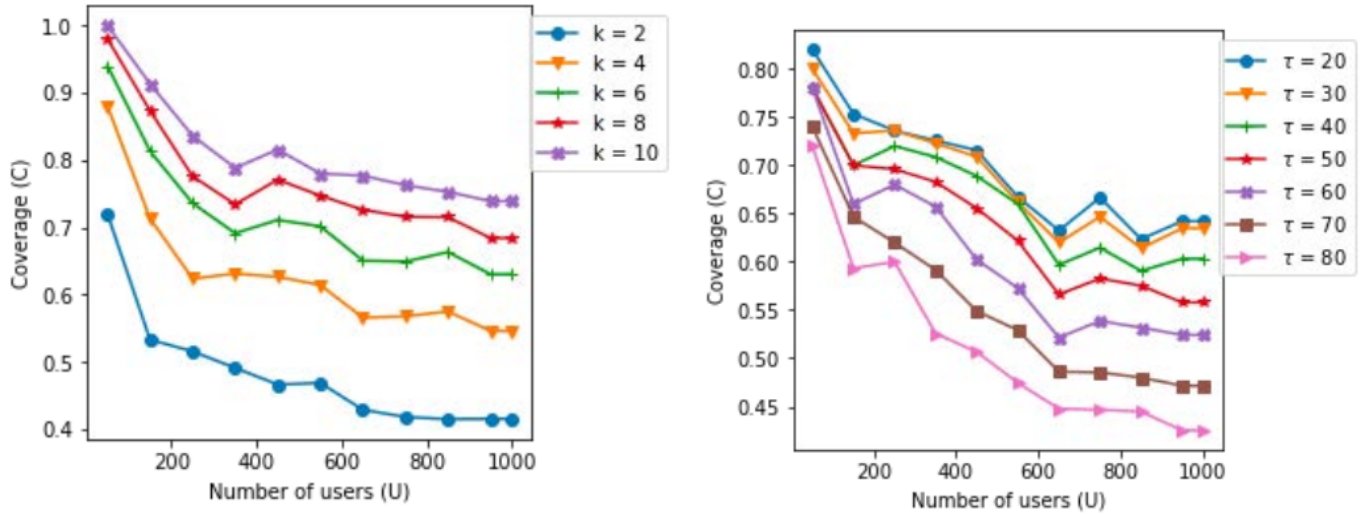 1.0
0.9
0.8
0.7
0.6
0.5
0.4
Coverage (C)
200 400 600 800 1000
Number of users (U)
k = 2
k = 4
k = 6
k = 8
k = 10
0.80
0.75
0.70
0.65
0.60
0.55
0.50
0.45
Coverage (C)
200 400 600 800 1000
Number of users (U)
τ = 20
τ = 30
τ = 40
τ = 50
τ = 60
τ = 70
τ = 80